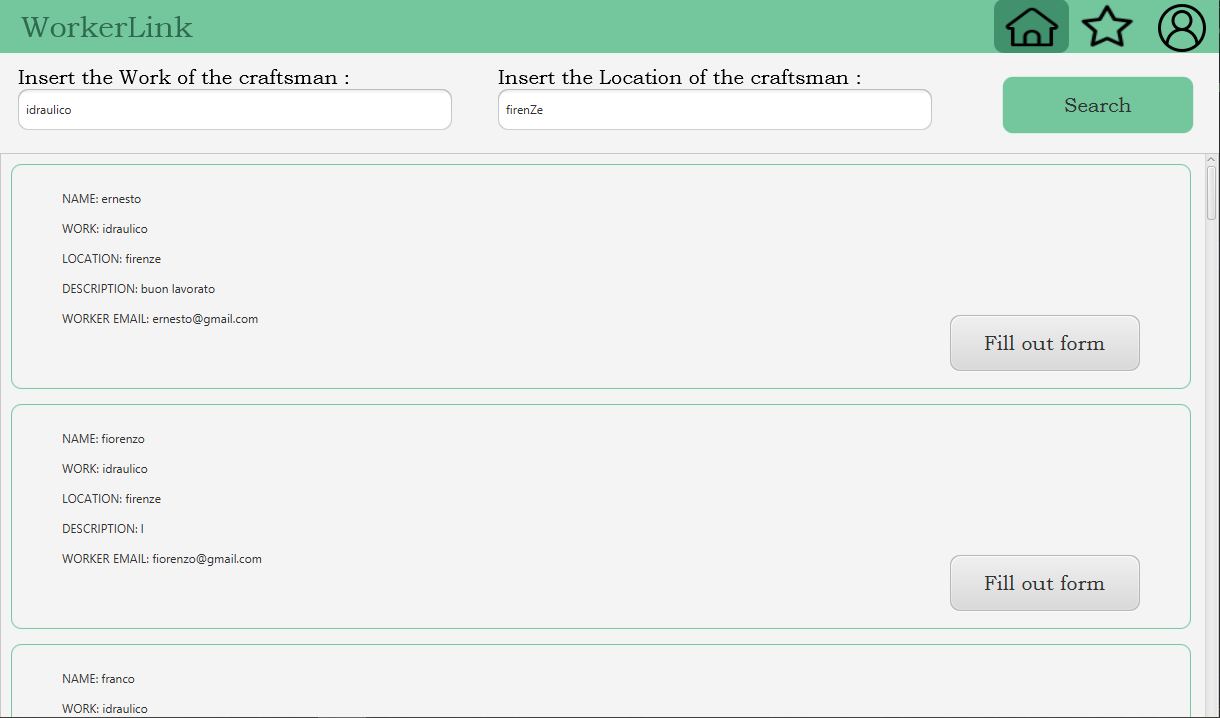 WorkerLink
Insert the Work of the craftsman :
Insert the Location of the craftsman :
idraulico
firenZe
Search
NAME: ernesto
WORK: idraulico
LOCATION: firenze
DESCRIPTION: buon lavorato
WORKER EMAIL: ernesto@gmail.com
Fill out form
NAME: fiorenzo
WORK: idraulico
LOCATION: firenze
DESCRIPTION: l
WORKER EMAIL: fiorenzo@gmail.com
Fill out form
NAME: franco
WORK: idraulico